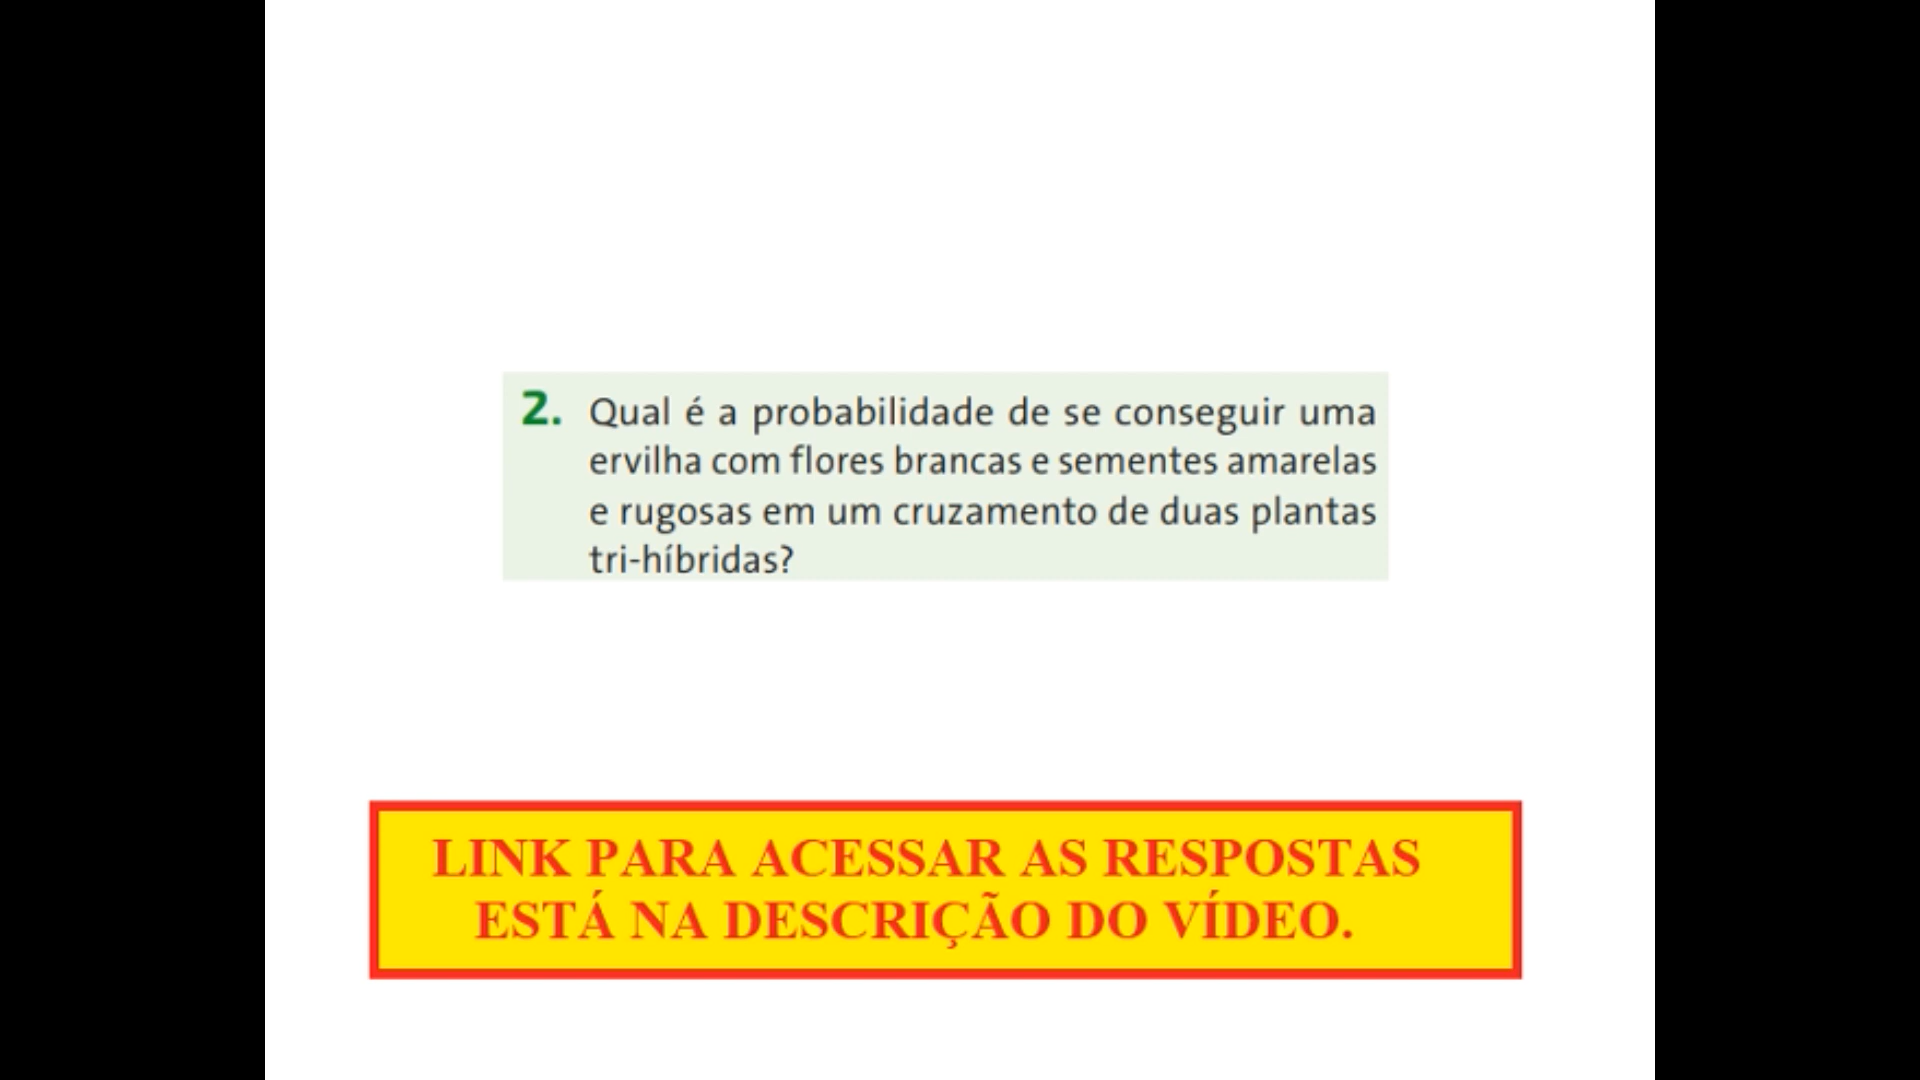 2. Qual é a probabilidade de se conseguir uma
ervilha com flores brancas e sementes amarelas
e rugosas em um cruzamento de duas plantas
tri-híbridas?
LINK PARA ACESSAR AS RESPOSTAS
ESTÁ NA DESCRIÇÃO DO VÍDEO.